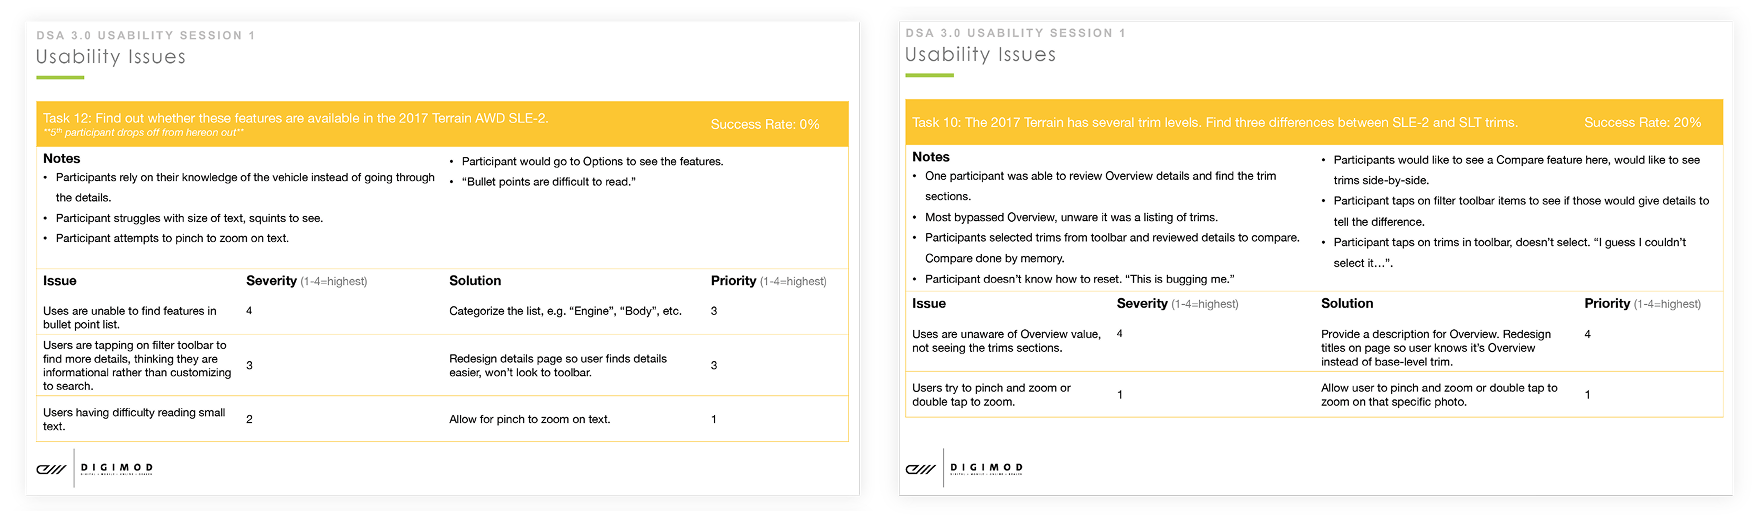 DSA 3.0 USABILITY SESSION 1
Usability Issues
Task 12: Find out whether these features are available in the 2017 Terrain AWD SLE-2.
**5th participant drops off from hereon out**
Success Rate: 0%
Notes
• Participants rely on their knowledge of the vehicle instead of going through
the details.
• Participant struggles with size of text, squints to see.
• Participant attempts to pinch to zoom on text.
• Participant would go to Options to see the features.
• “Bullet points are difficult to read.”
Issue
Severity (1-4=highest)
Solution
Priority (1-4=highest)
Uses are unable to find features in
bullet point list.
4
Categorize the list, e.g. “Engine”, “Body”, etc.
3
Users are tapping on filter toolbar to
find more details, thinking they are
informational rather than customizing
to search.
3
Redesign details page so user finds details
easier, won’t look to toolbar.
3
Users having difficulty reading small
text.
2
Allow for pinch to zoom on text.
1
DIGIMOD
DSA 3.0 USABILITY SESSION 1
Usability Issues
Task 10: The 2017 Terrain has several trim levels. Find three differences between SLE-2 and SLT trims.
Success Rate: 20%
Notes
• One participant was able to review Overview details and find the trim
sections.
• Most bypassed Overview, unware it was a listing of trims.
• Participants selected trims from toolbar and reviewed details to compare.
Compare done by memory.
• Participant doesn’t know how to reset. “This is bugging me.”
• Participants would like to see a Compare feature here, would like to see
trims side-by-side.
• Participant taps on filter toolbar items to see if those would give details to
tell the difference.
• Participant taps on trims in toolbar, doesn’t select. “I guess I couldn’t
select it…”.
Issue
Severity (1-4=highest)
Solution
Priority (1-4=highest)
Uses are unaware of Overview value,
not seeing the trims sections.
4
Provide a description for Overview. Redesign
titles on page so user knows it’s Overview
instead of base-level trim.
4
Users try to pinch and zoom or
double tap to zoom.
1
Allow user to pinch and zoom or double tap to
zoom on that specific photo.
1
DIGIMOD